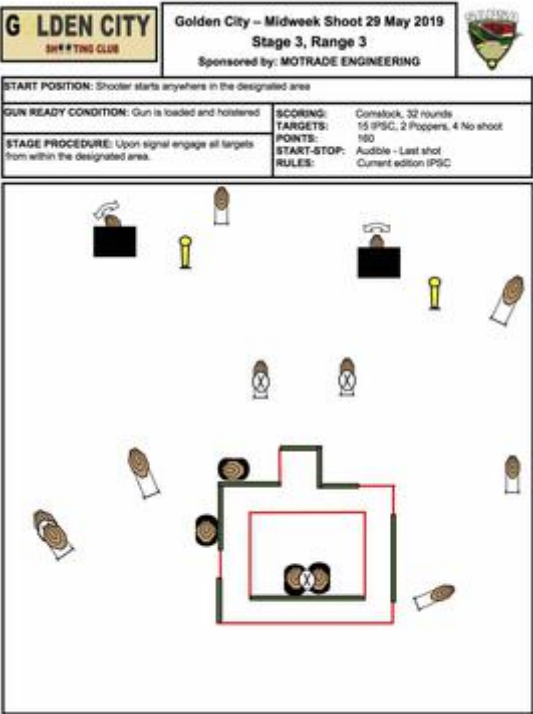 G LDEN CITY
SH TING CLUB
Golden City – Midweek Shoot 29 May 2019
Stage 3, Range 3
Sponsored by: MOTRADE ENGINEERING
START POSITION: Shooter starts anywhere in the designated area
GUN READY CONDITION: Gun is loaded and holstered
STAGE PROCEDURE: Upon signal engage all targets
from within the designated area.
SCORING: Comstock, 32 rounds
TARGETS: 15 IPSC, 2 Poppers, 4 No shoot
POINTS: 160
START-STOP: Audible - Last shot
RULES: Current edition IPSC
X X
X